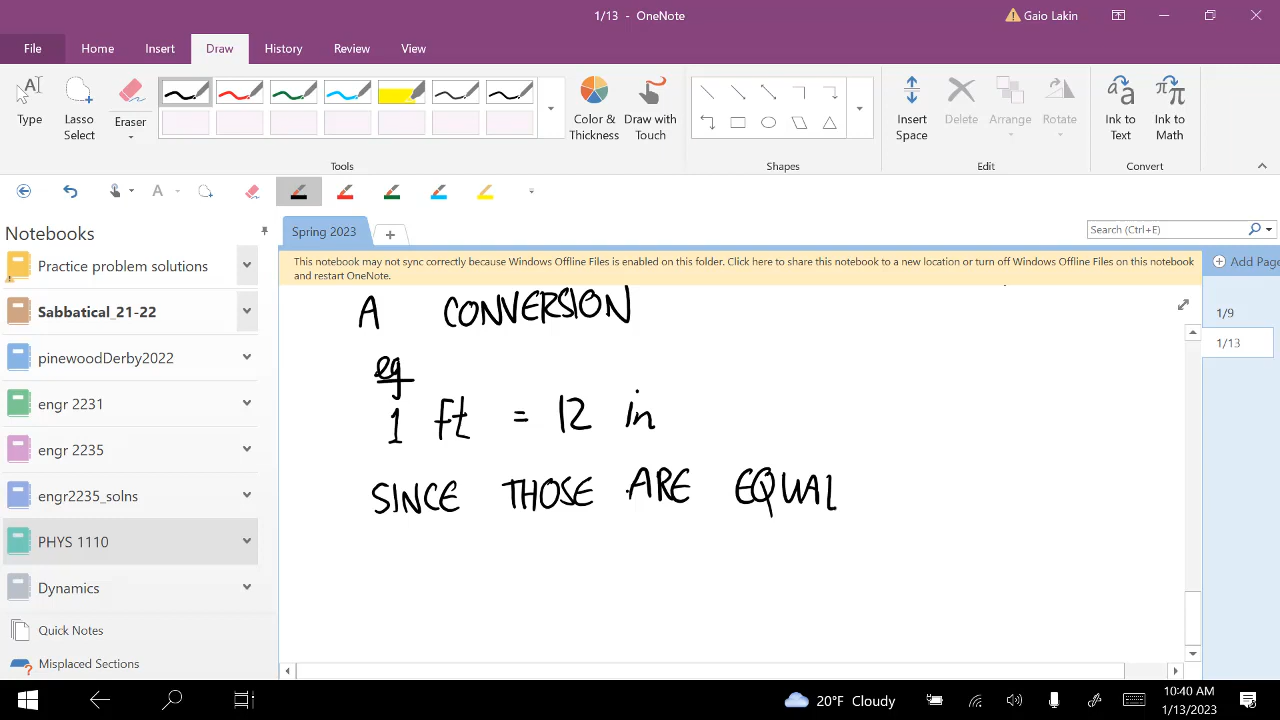 1/13 - OneNote
Gaio Lakin
File Home Insert Draw History Review View
Type
Lasso Select
Eraser
Color & Thickness
Draw with Touch
Insert Space
Delete
Arrange
Rotate
Ink to Text
Ink to Math
Tools
Shapes
Edit
Convert
Notebooks
Spring 2023
Search (Ctrl+E)
This notebook may not sync correctly because Windows Offline Files is enabled on this folder. Click here to share this notebook to a new location or turn off Windows Offline Files on this notebook
and restart OneNote.
Add Page
1/9
1/13
Practice problem solutions
Sabbatical_21-22
pinewoodDerby2022
engr 2231
engr 2235
engr2235_solns
PHYS 1110
Dynamics
Quick Notes
Misplaced Sections
A CONVERSION
eg
1 ft = 12 in
SINCE THOSE ARE EQUAL
20°F Cloudy
10:40 AM
1/13/2023